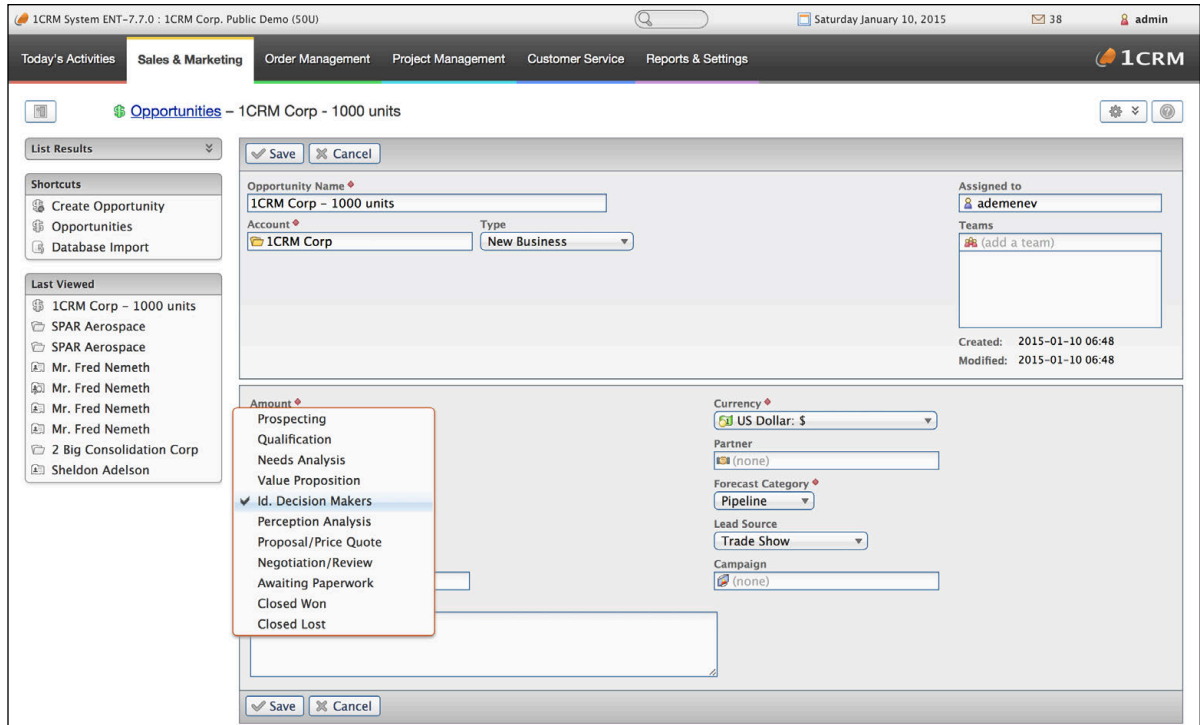 1CRM System ENT-7.7.0 : 1CRM Corp. Public Demo (50U)
Saturday January 10, 2015
38
admin
Today's Activities
Sales & Marketing
Order Management
Project Management
Customer Service
Reports & Settings
1CRM
Opportunities – 1CRM Corp - 1000 units
List Results
Shortcuts
Create Opportunity
Opportunities
Database Import
Last Viewed
1CRM Corp – 1000 units
SPAR Aerospace
SPAR Aerospace
Mr. Fred Nemeth
Mr. Fred Nemeth
Mr. Fred Nemeth
Mr. Fred Nemeth
2 Big Consolidation Corp
Sheldon Adelson
Save
Cancel
Opportunity Name
1CRM Corp – 1000 units
Account
1CRM Corp
Type
New Business
Assigned to
ademenev
Teams
(add a team)
Created: 2015-01-10 06:48
Modified: 2015-01-10 06:48
Amount
Prospecting
Qualification
Needs Analysis
Value Proposition
Id. Decision Makers
Perception Analysis
Proposal/Price Quote
Negotiation/Review
Awaiting Paperwork
Closed Won
Closed Lost
Currency
US Dollar: $
Partner
(none)
Forecast Category
Pipeline
Lead Source
Trade Show
Campaign
(none)
Save
Cancel